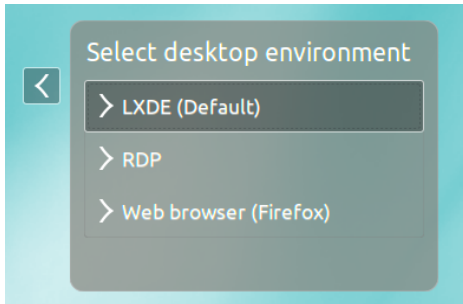 Select desktop environment
LXDE (Default)
RDP
Web browser (Firefox)